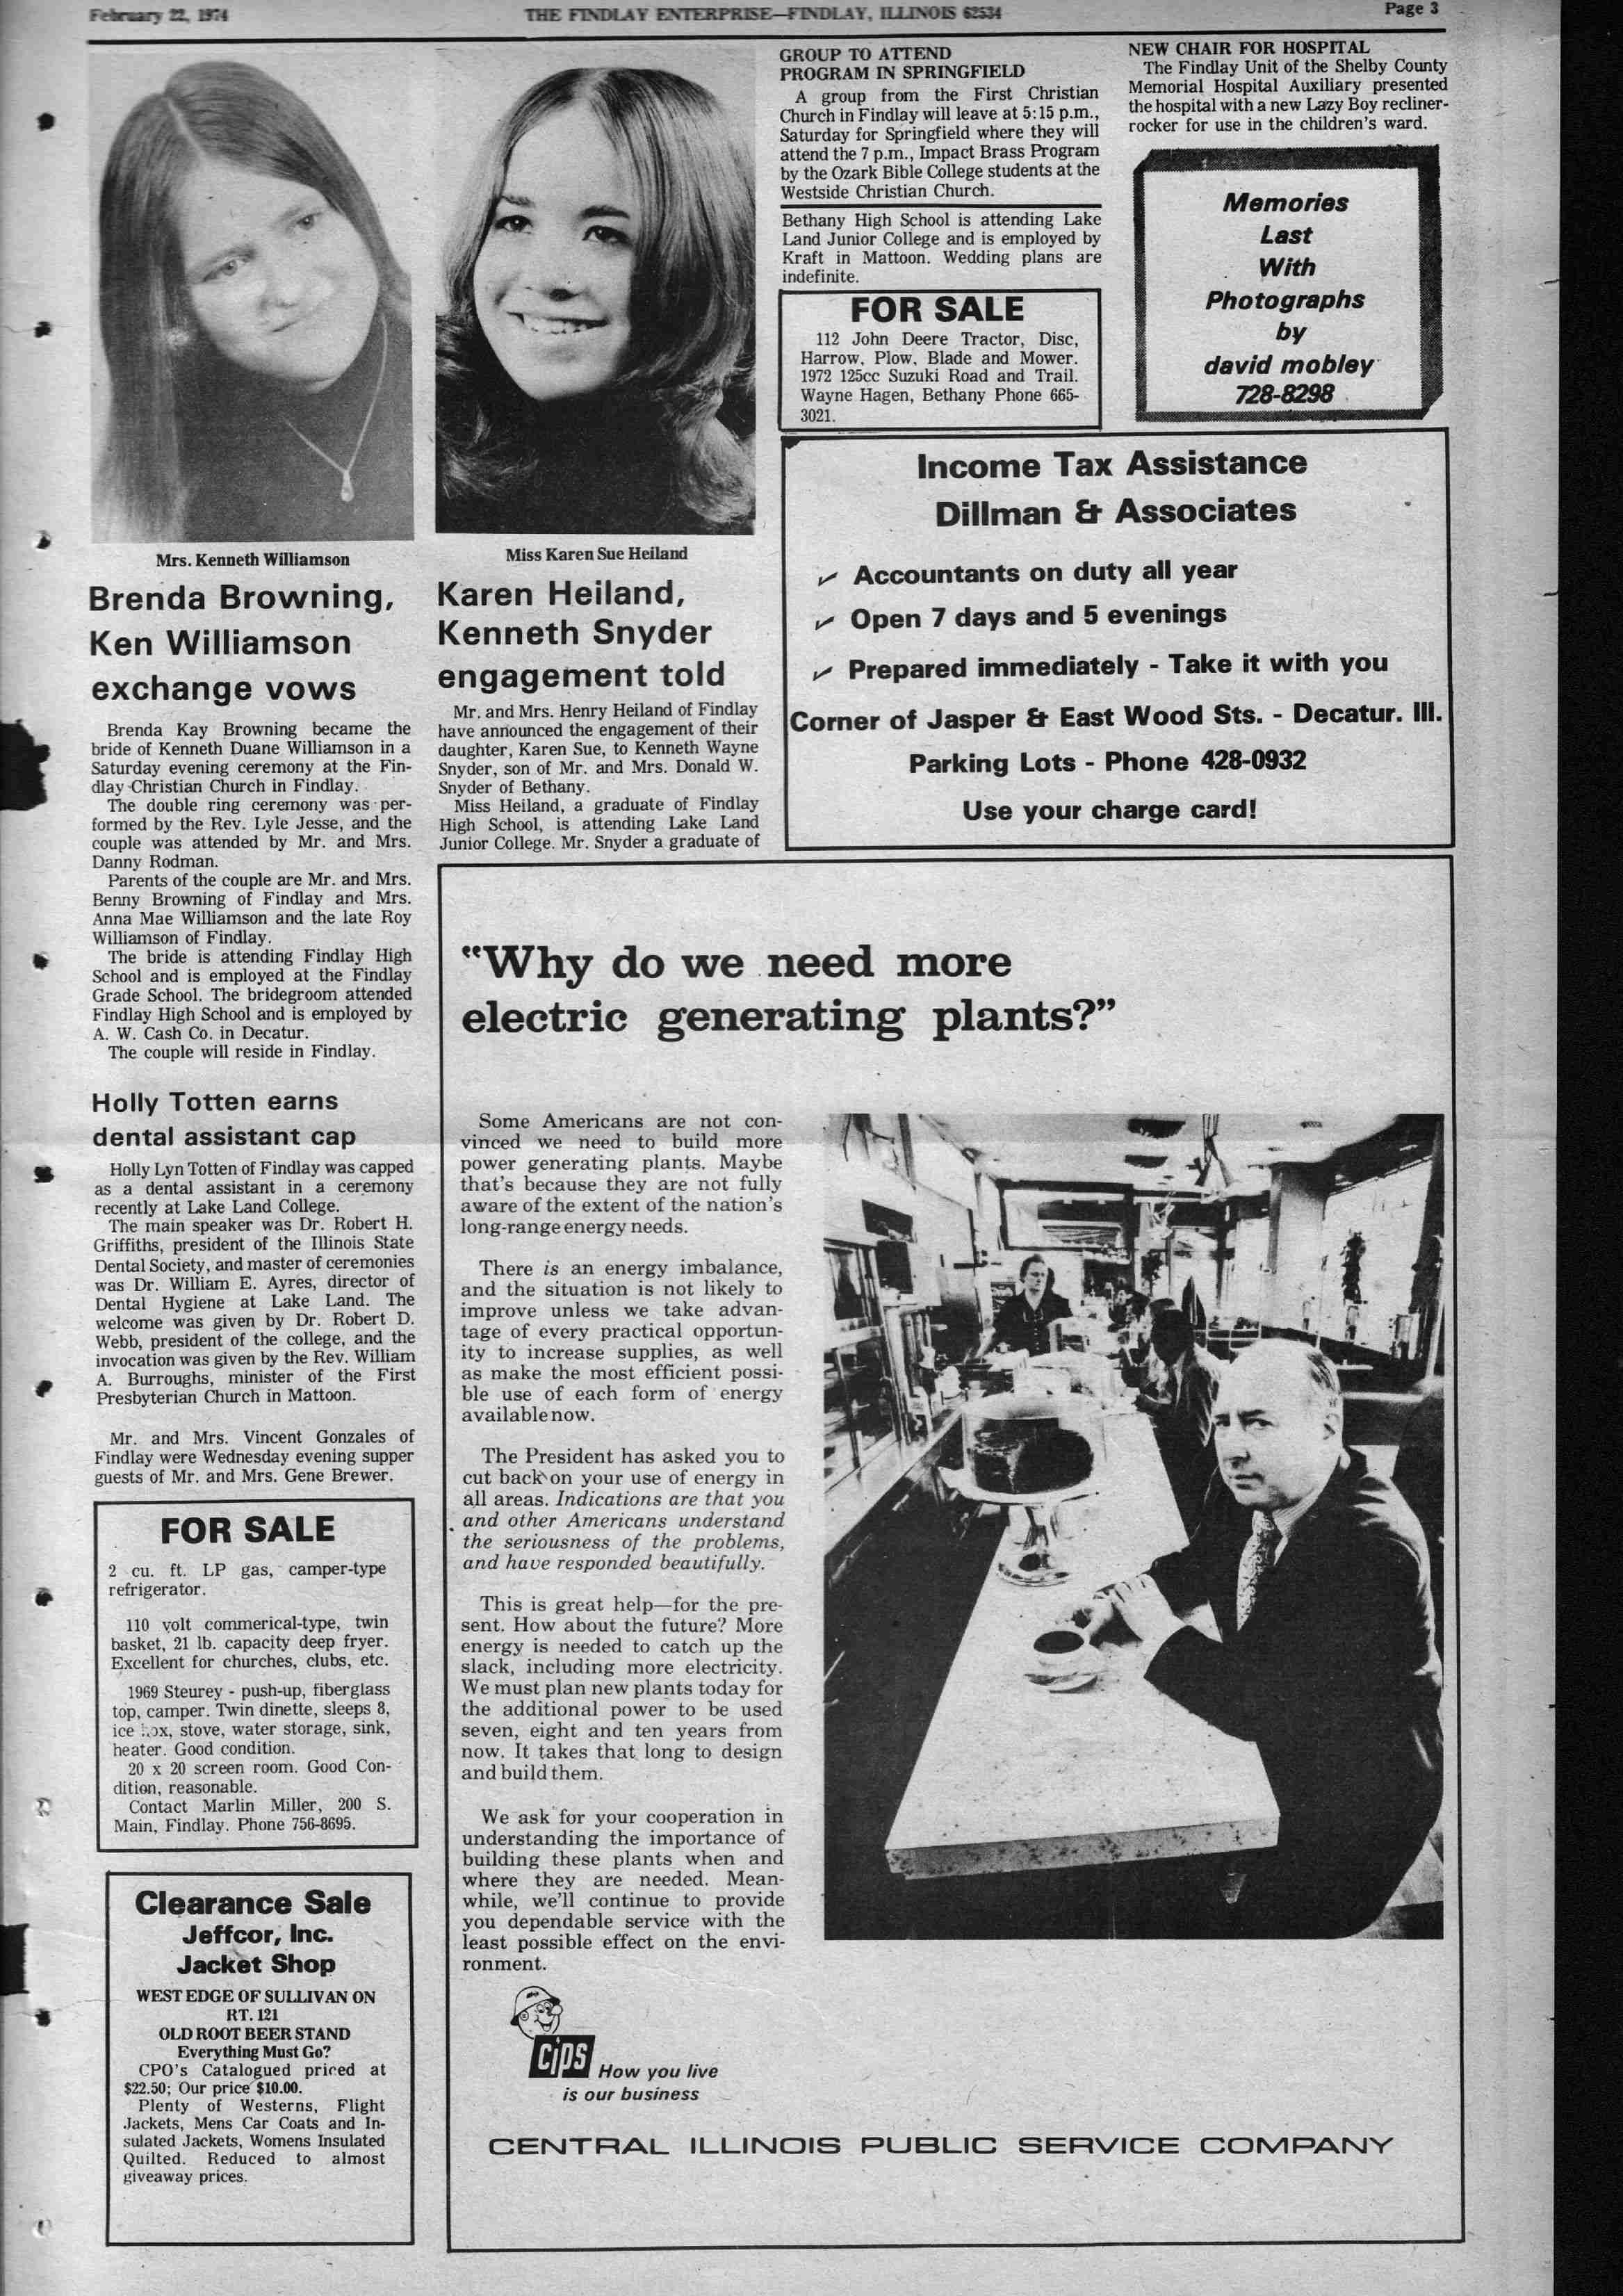 February 22, 1974
THE FINDLAY ENTERPRISE—FINDLAY, ILLINOIS 62534
Page 3
Mrs. Kenneth Williamson
Brenda Browning,
Ken Williamson
exchange vows
Brenda Kay Browning became the
bride of Kenneth Duane Williamson in a
Saturday evening ceremony at the Fin-
dlay Christian Church in Findlay.
The double ring ceremony was per-
formed by the Rev. Lyle Jesse, and the
couple was attended by Mr. and Mrs.
Danny Rodman.
Parents of the couple are Mr. and Mrs.
Benny Browning of Findlay and Mrs.
Anna Mae Williamson and the late Roy
Williamson of Findlay.
The bride is attending Findlay High
School and is employed at the Findlay
Grade School. The bridegroom attended
Findlay High School and is employed by
A. W. Cash Co. in Decatur.
The couple will reside in Findlay.
Holly Totten earns
dental assistant cap
Holly Lyn Totten of Findlay was capped
as a dental assistant in a ceremony
recently at Lake Land College.
The main speaker was Dr. Robert H.
Griffiths, president of the Illinois State
Dental Society, and master of ceremonies
was Dr. William E. Ayres, director of
Dental Hygiene at Lake Land. The
welcome was given by Dr. Robert D.
Webb, president of the college, and the
invocation was given by the Rev. William
A. Burroughs, minister of the First
Presbyterian Church in Mattoon.
Mr. and Mrs. Vincent Gonzales of
Findlay were Wednesday evening supper
guests of Mr. and Mrs. Gene Brewer.
FOR SALE
2 cu. ft. LP gas, camper-type
refrigerator.
110 volt commerical-type, twin
basket, 21 lb. capacity deep fryer.
Excellent for churches, clubs, etc.
1969 Steurey - push-up, fiberglass
top, camper. Twin dinette, sleeps 8,
ice box, stove, water storage, sink,
heater. Good condition.
20 x 20 screen room. Good Con-
dition, reasonable.
Contact Marlin Miller, 200 S.
Main, Findlay. Phone 756-8695.
Clearance Sale
Jeffcor, Inc.
Jacket Shop
WEST EDGE OF SULLIVAN ON
RT. 121
OLD ROOT BEER STAND
Everything Must Go?
CPO's Catalogued priced at
$22.50; Our price $10.00.
Plenty of Westerns, Flight
Jackets, Mens Car Coats and In-
sulated Jackets, Womens Insulated
Quilted. Reduced to almost
giveaway prices.
Miss Karen Sue Heiland
Karen Heiland,
Kenneth Snyder
engagement told
Mr. and Mrs. Henry Heiland of Findlay
have announced the engagement of their
daughter, Karen Sue, to Kenneth Wayne
Snyder, son of Mr. and Mrs. Donald W.
Snyder of Bethany.
Miss Heiland, a graduate of Findlay
High School, is attending Lake Land
Junior College. Mr. Snyder a graduate of
GROUP TO ATTEND
PROGRAM IN SPRINGFIELD
A group from the First Christian
Church in Findlay will leave at 5:15 p.m.,
Saturday for Springfield where they will
attend the 7 p.m., Impact Brass Program
by the Ozark Bible College students at the
Westside Christian Church.
Bethany High School is attending Lake
Land Junior College and is employed by
Kraft in Mattoon. Wedding plans are
indefinite.
FOR SALE
112 John Deere Tractor, Disc,
Harrow, Plow, Blade and Mower.
1972 125cc Suzuki Road and Trail.
Wayne Hagen, Bethany Phone 665-
3021.
NEW CHAIR FOR HOSPITAL
The Findlay Unit of the Shelby County
Memorial Hospital Auxiliary presented
the hospital with a new Lazy Boy recliner-
rocker for use in the children's ward.
Memories
Last
With
Photographs
by
david mobley
728-8298
Income Tax Assistance
Dillman & Associates
✓ Accountants on duty all year
✓ Open 7 days and 5 evenings
✓ Prepared immediately - Take it with you
Corner of Jasper & East Wood Sts. - Decatur. Ill.
Parking Lots - Phone 428-0932
Use your charge card!
"Why do we need more
electric generating plants?"
Some Americans are not con-
vinced we need to build more
power generating plants. Maybe
that's because they are not fully
aware of the extent of the nation's
long-range energy needs.
There is an energy imbalance,
and the situation is not likely to
improve unless we take advan-
tage of every practical opportun-
ity to increase supplies, as well
as make the most efficient possi-
ble use of each form of energy
available now.
The President has asked you to
cut back on your use of energy in
all areas. Indications are that you
and other Americans understand
the seriousness of the problems,
and have responded beautifully.
This is great help—for the pre-
sent. How about the future? More
energy is needed to catch up the
slack, including more electricity.
We must plan new plants today for
the additional power to be used
seven, eight and ten years from
now. It takes that long to design
and build them.
We ask for your cooperation in
understanding the importance of
building these plants when and
where they are needed. Mean-
while, we'll continue to provide
you dependable service with the
least possible effect on the envi-
ronment.
CIPS
How you live
is our business
CENTRAL ILLINOIS PUBLIC SERVICE COMPANY